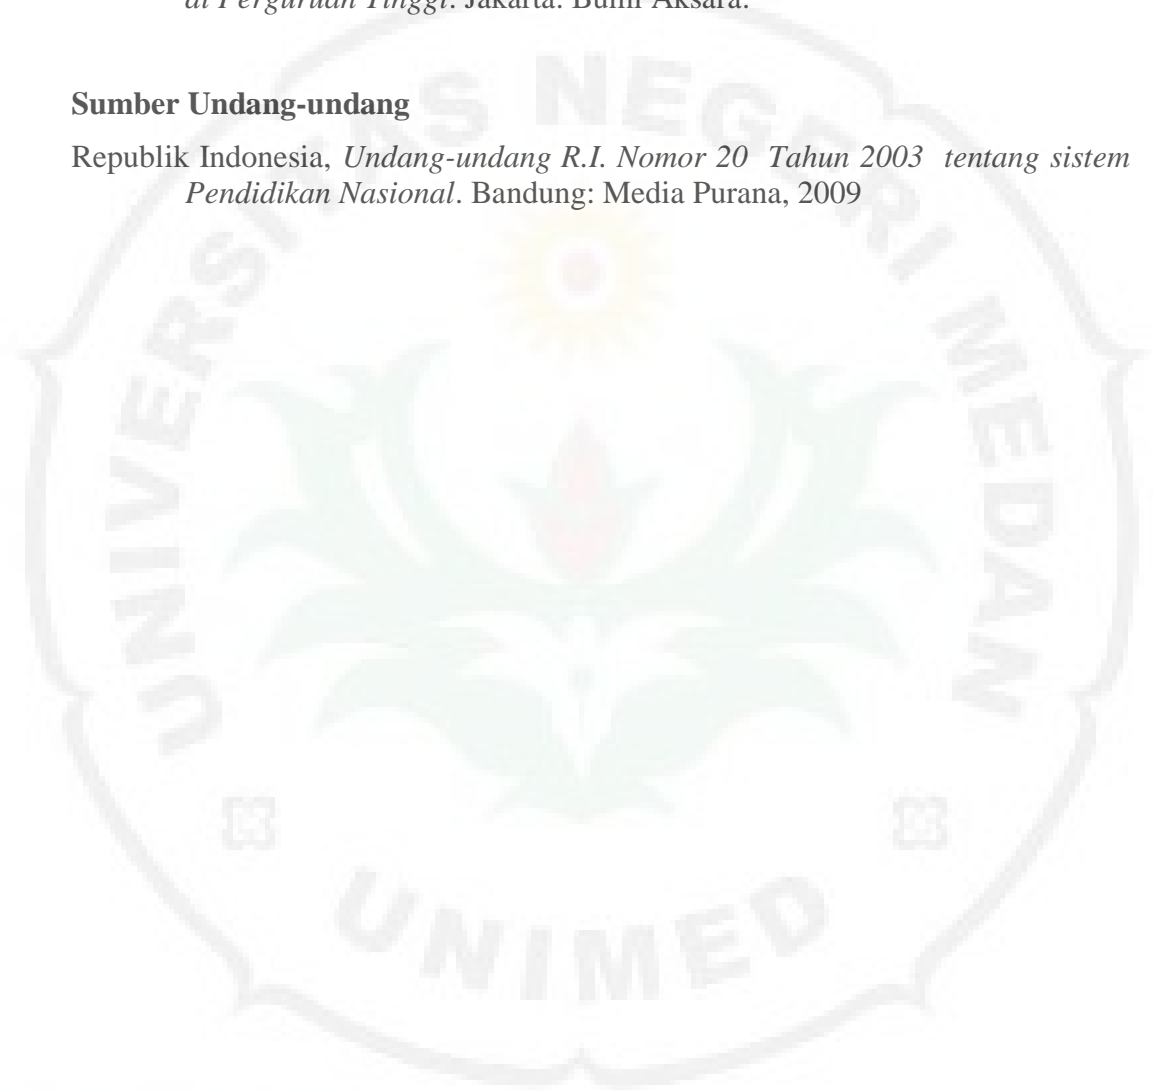 di Perguruan Tinggi. Jakarta: Bumi Aksara.
Sumber Undang-undang
Republik Indonesia, Undang-undang R.I. Nomor 20 Tahun 2003 tentang sistem
Pendidikan Nasional. Bandung: Media Purana, 2009
UNIVERSITAS NEGERI MEDAN
UNIMED